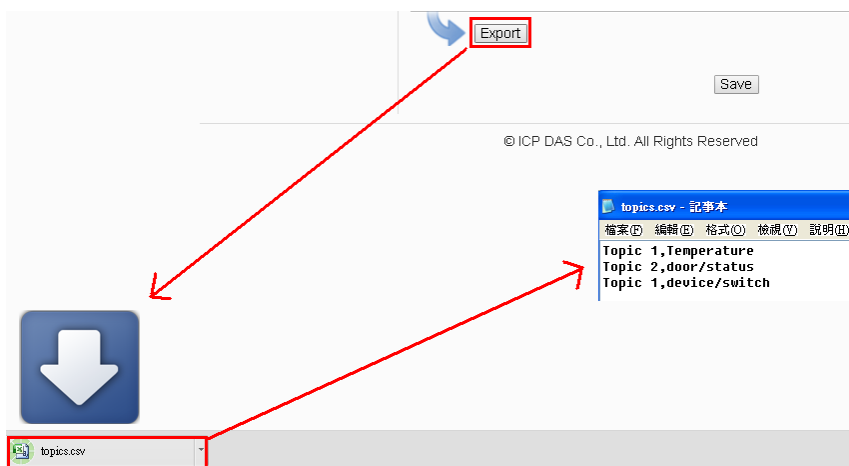 Export
Save
© ICP DAS Co., Ltd. All Rights Reserved
topics.csv - 記事本
檔案(F) 編輯(E) 格式(O) 檢視(V) 說明(H)
Topic 1,Temperature
Topic 2,door/status
Topic 1,device/switch
topics.csv